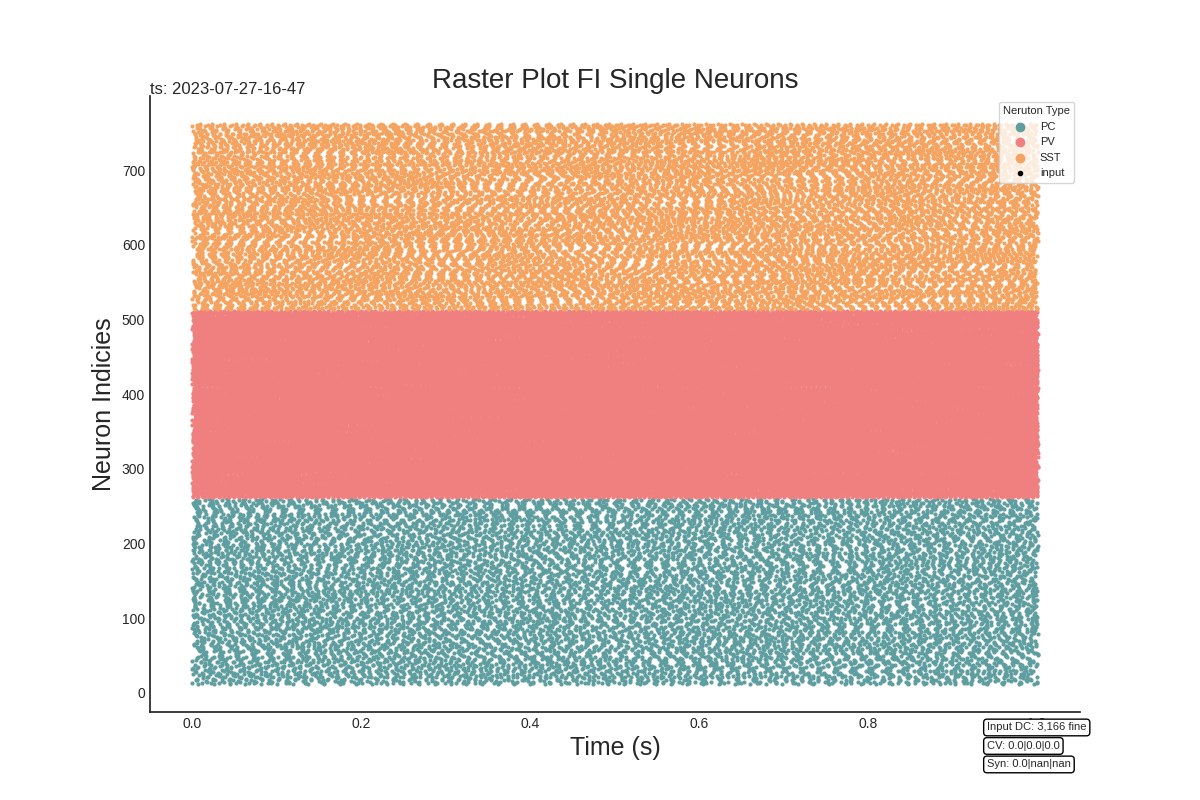 Raster Plot FI Single Neurons
ts: 2023-07-27-16-47
Neruton Type
PC
PV
SST
input
Neuron Indicies
700
600
500
400
300
200
100
0
0.0 0.2 0.4 0.6 0.8
Time (s)
Input DC: 3,166 fine
CV: 0.0|0.0|0.0
Syn: 0.0|nan|nan